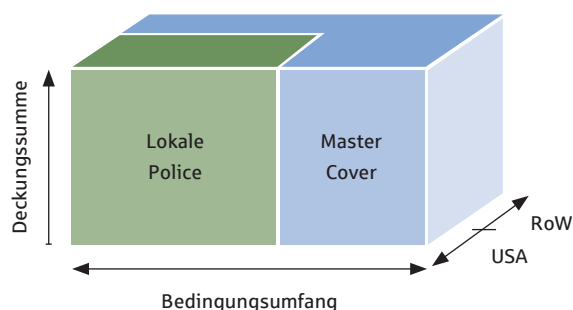 Deckungssumme
Lokale
Police
Master
Cover
RoW
USA
Bedingungsumfang